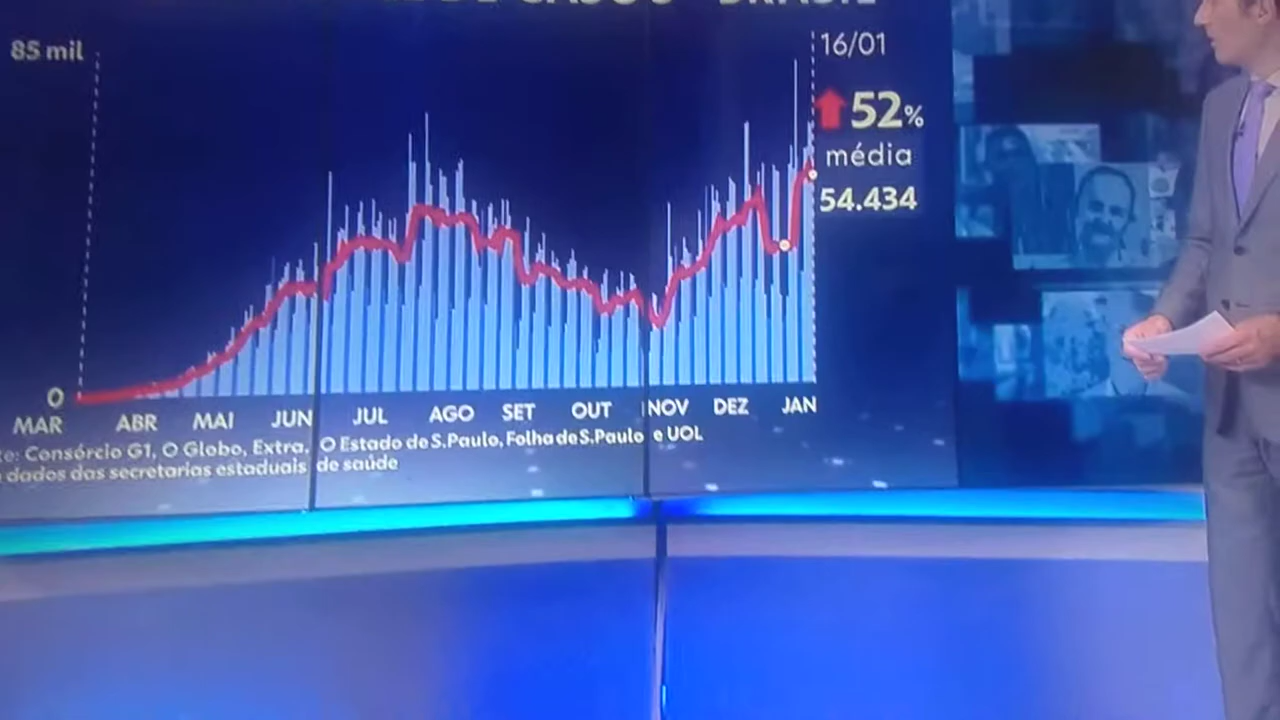 85 mil
16/01
52%
média
54.434
0
MAR ABR MAI JUN JUL AGO SET OUT NOV DEZ JAN
Consórcio G1, O Globo, Extra, O Estado de S.Paulo, Folha de S.Paulo e UOL
dados das secretarias estaduais de saúde